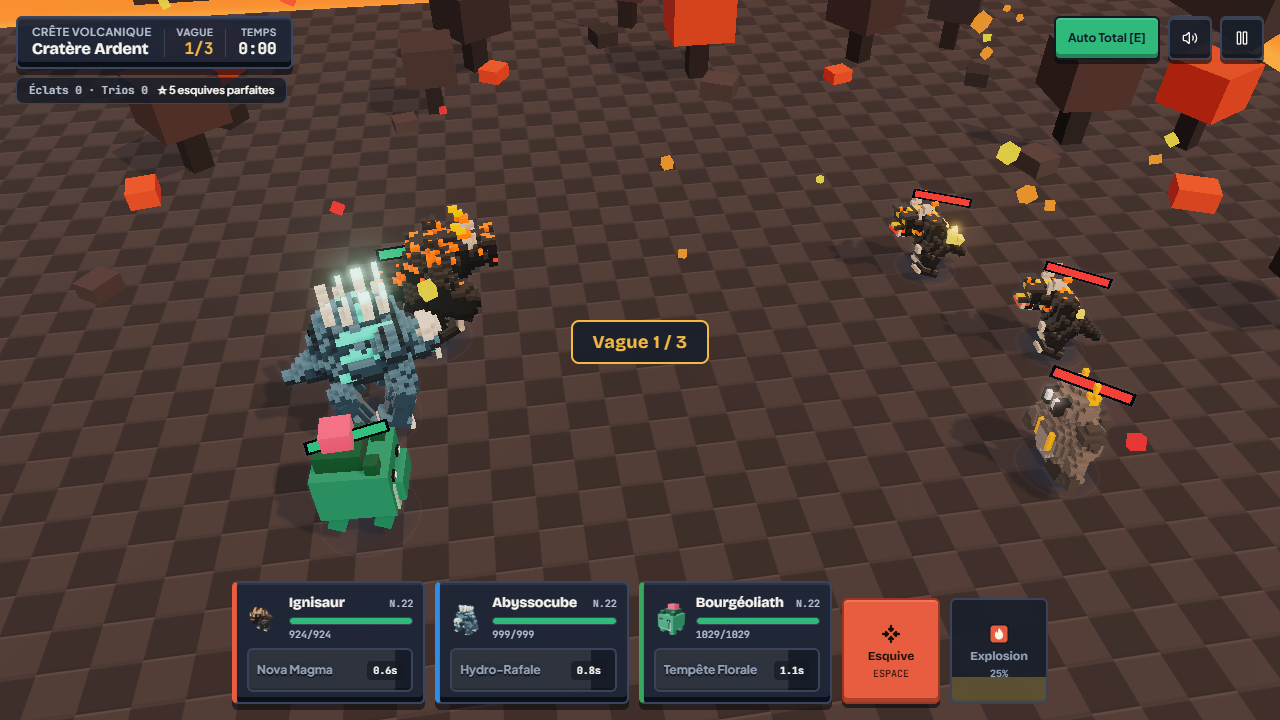 CRÊTE VOLCANIQUE
Cratère Ardent
VAGUE
1/3
TEMPS
0:00
Éclats 0 · Trios 0 ★ 5 esquives parfaites
Auto Total [E]
Vague 1 / 3
Ignisaur N.22
924/924
Nova Magma 0.6s
Abyssocube N.22
999/999
Hydro-Rafale 0.8s
Bourgéoliath N.22
1029/1029
Tempête Florale 1.1s
Esquive
ESPACE
Explosion
25%